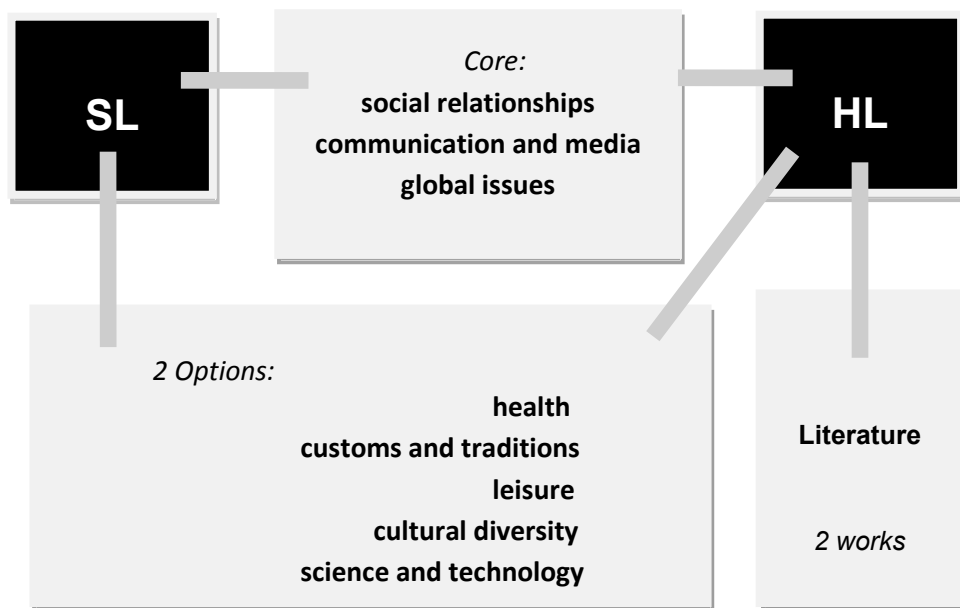 SL
Core:
social relationships
communication and media
global issues
HL
2 Options:
health
customs and traditions
leisure
cultural diversity
science and technology
Literature
2 works